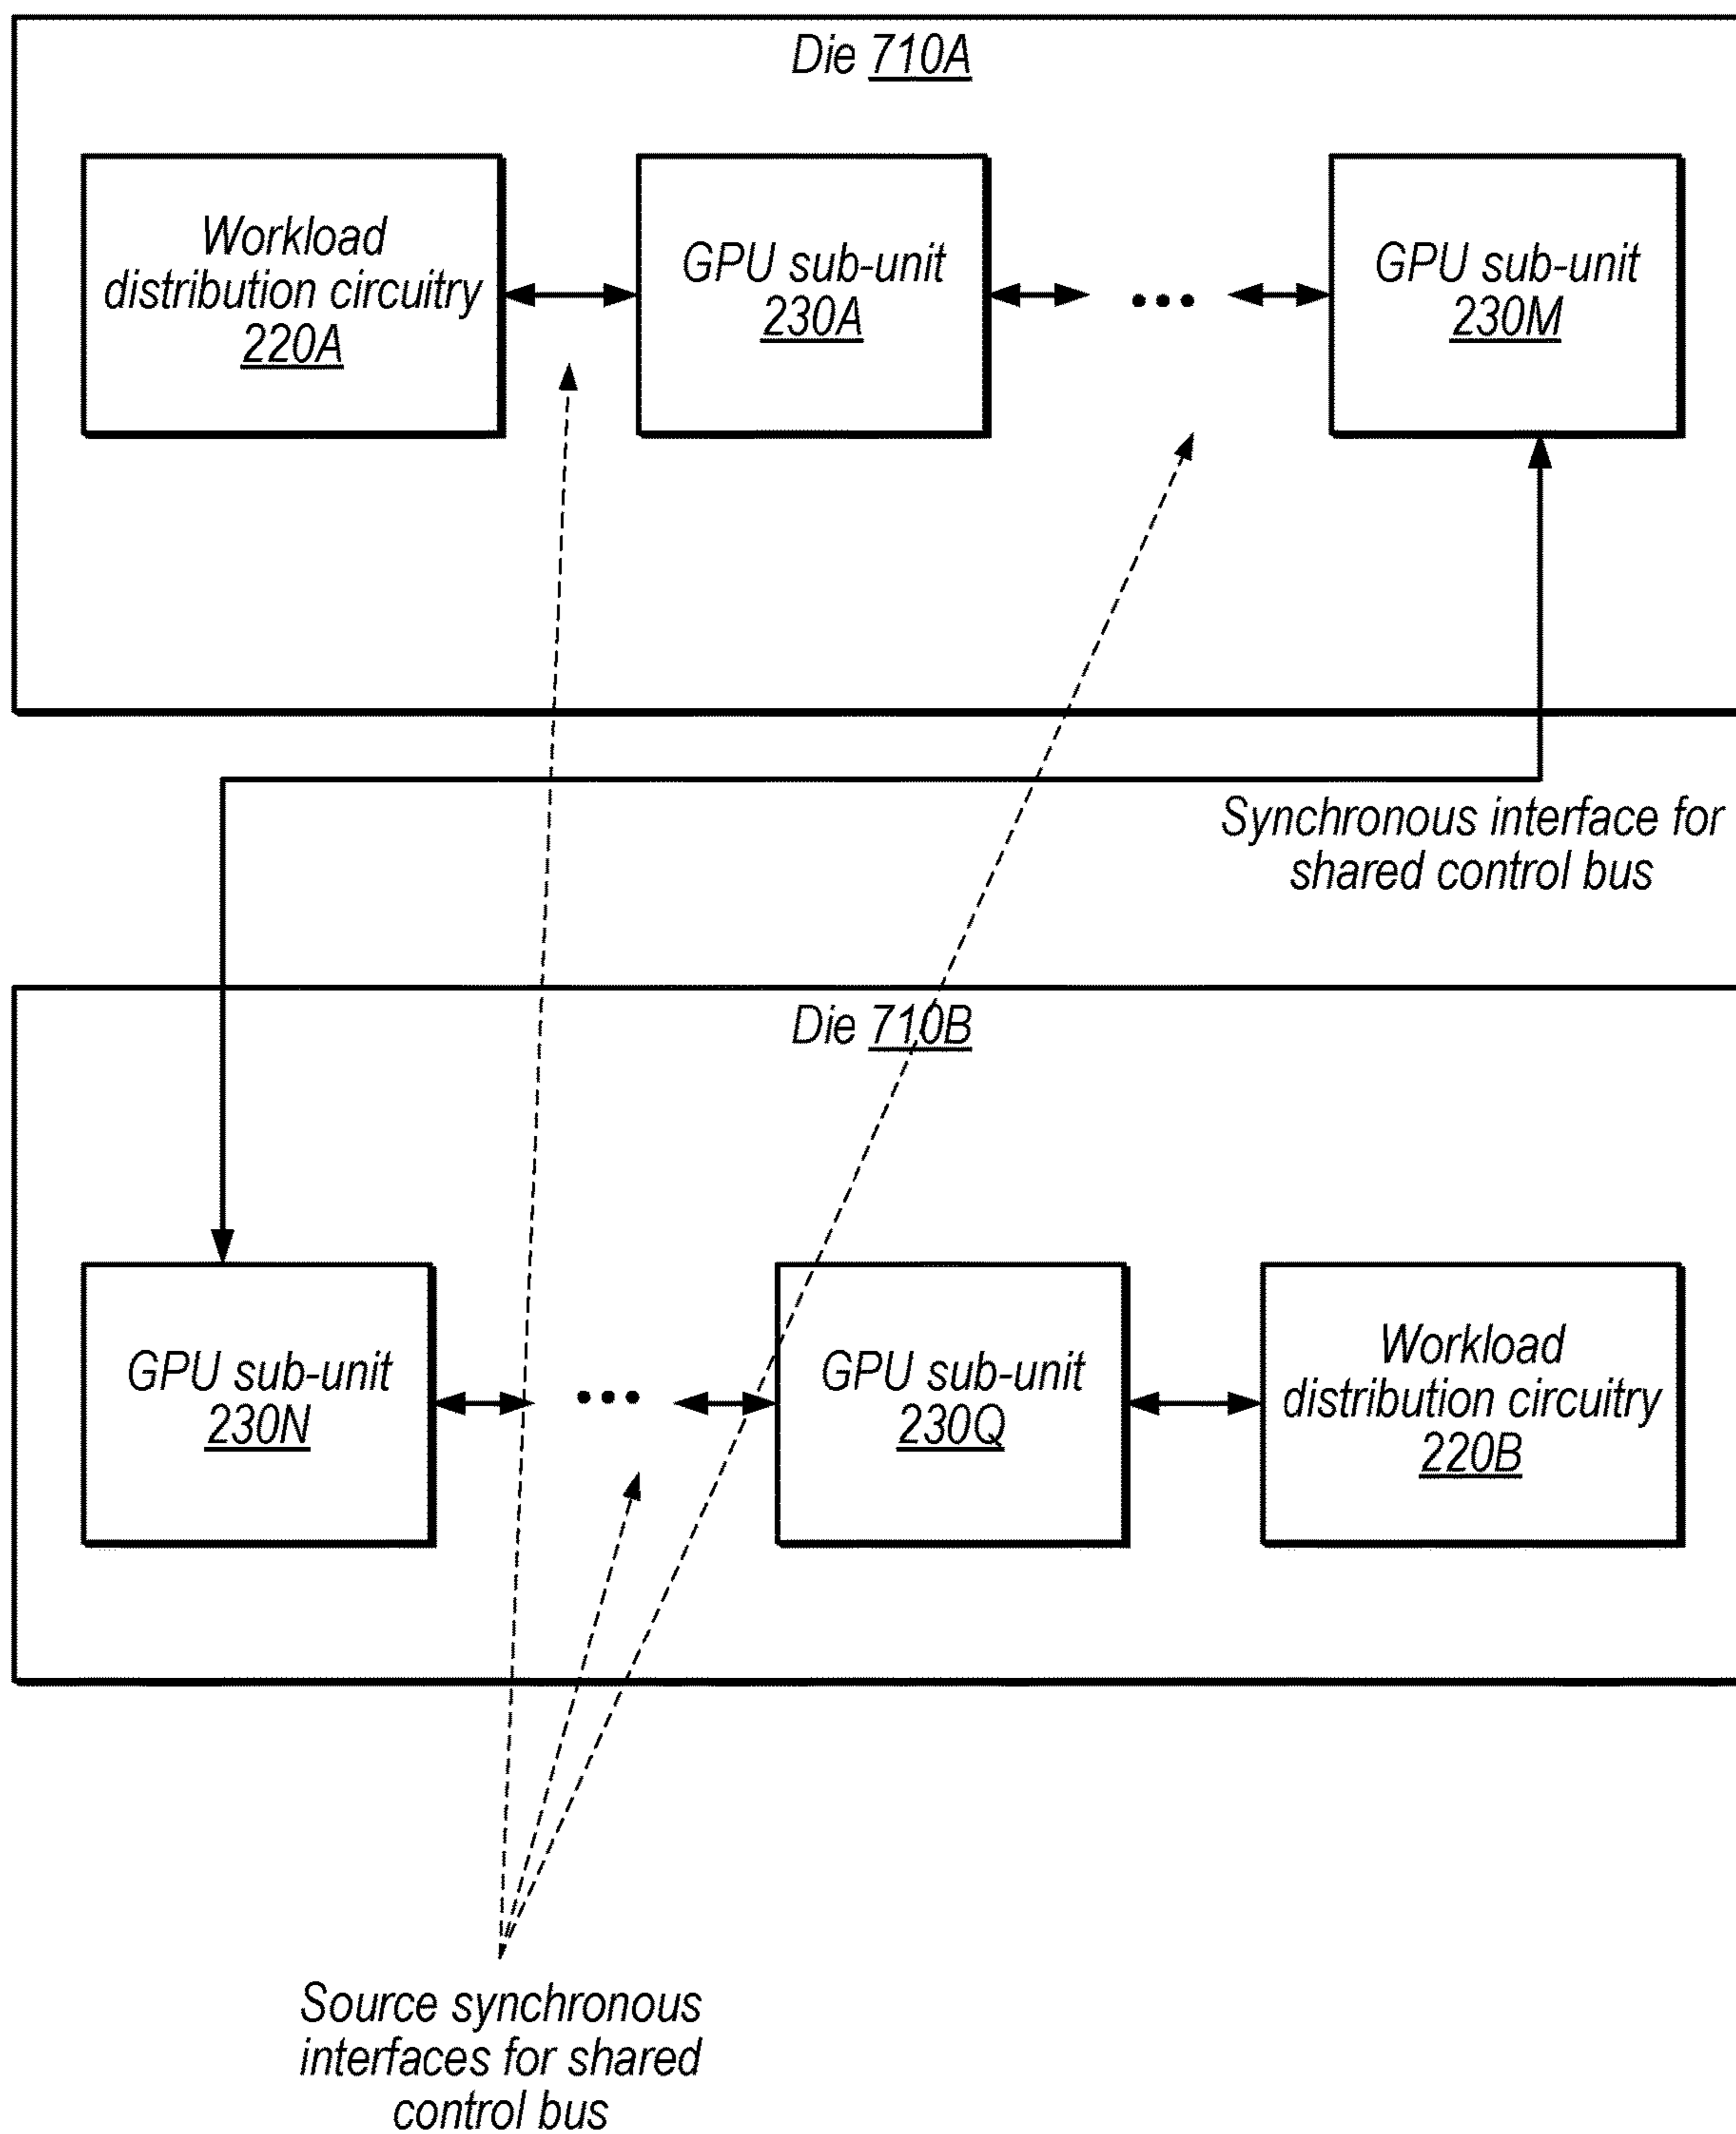 Die 710A
Workload
distribution circuitry
220A
GPU sub-unit
230A
GPU sub-unit
230M
Synchronous interface for
shared control bus
Die 710B
GPU sub-unit
230N
GPU sub-unit
230Q
Workload
distribution circuitry
220B
Source synchronous
interfaces for shared
control bus